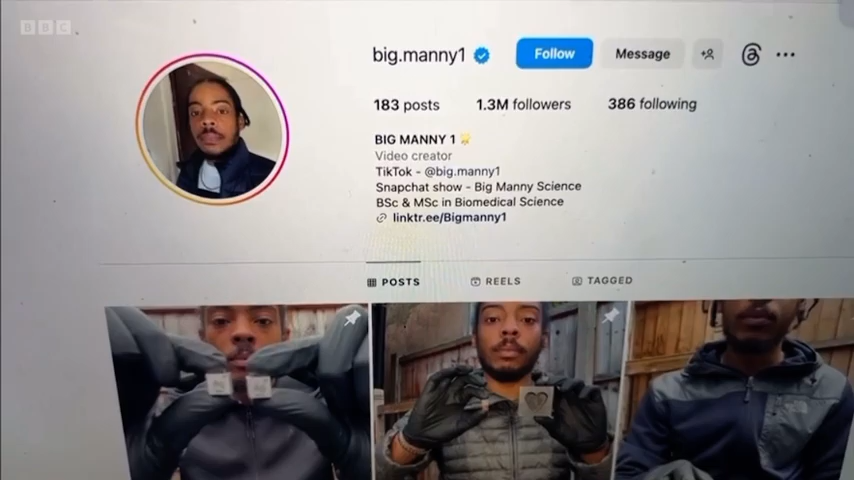 BBC
big.manny1
Follow
Message
183 posts 1.3M followers 386 following
BIG MANNY 1
Video creator
TikTok - @big.manny1
Snapchat show - Big Manny Science
BSc & MSc in Biomedical Science
linktr.ee/Bigmanny1
POSTS REELS TAGGED